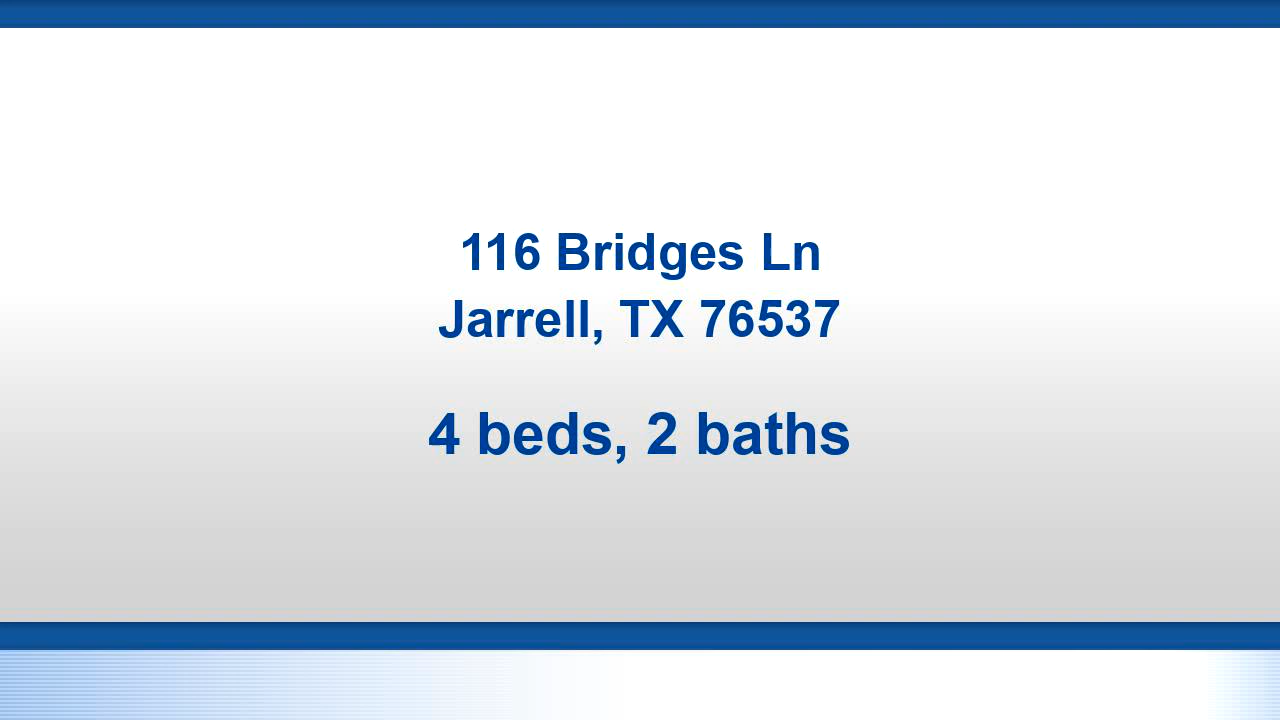 116 Bridges Ln
Jarrell, TX 76537
4 beds, 2 baths